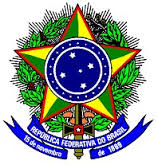 REPÚBLICA FEDERATIVA DO BRASIL
15 de novembro de 1889